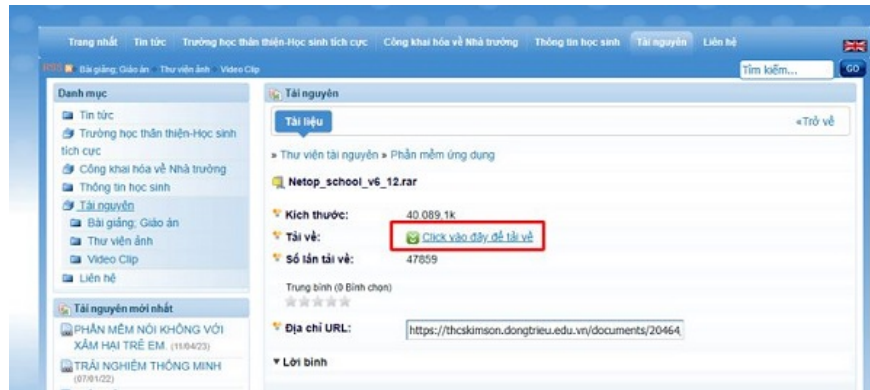 Trang nhất Tin tức Trường học thân thiện-Học sinh tích cực Công khai hóa về Nhà trường Thông tin học sinh Tài nguyên Liên hệ
RSS Bài giảng; Giáo án Thư viện ảnh Video Clip
Tìm kiếm... GO
Danh mục
Tin tức
Trường học thân thiện-Học sinh
tích cực
Công khai hóa về Nhà trường
Thông tin học sinh
Tài nguyên
Bài giảng; Giáo án
Thư viện ảnh
Video Clip
Liên hệ
Tài nguyên mới nhất
PHẦN MỀM NÓI KHÔNG VỚI
XÂM HẠI TRẺ EM. (11/04/23)
TRẢI NGHIỆM THÔNG MINH
(07/01/22)
Tài nguyên
Tài liệu «Trở về
» Thư viện tài nguyên » Phần mềm ứng dụng
Netop_school_v6_12.rar
Kích thước: 40.089,1k
Tải về: Click vào đây để tải về
Số lần tải về: 47859
Trung bình (0 Bình chọn)
Địa chỉ URL: https://thcskimson.dongtrieu.edu.vn/documents/20464,
▼ Lời bình